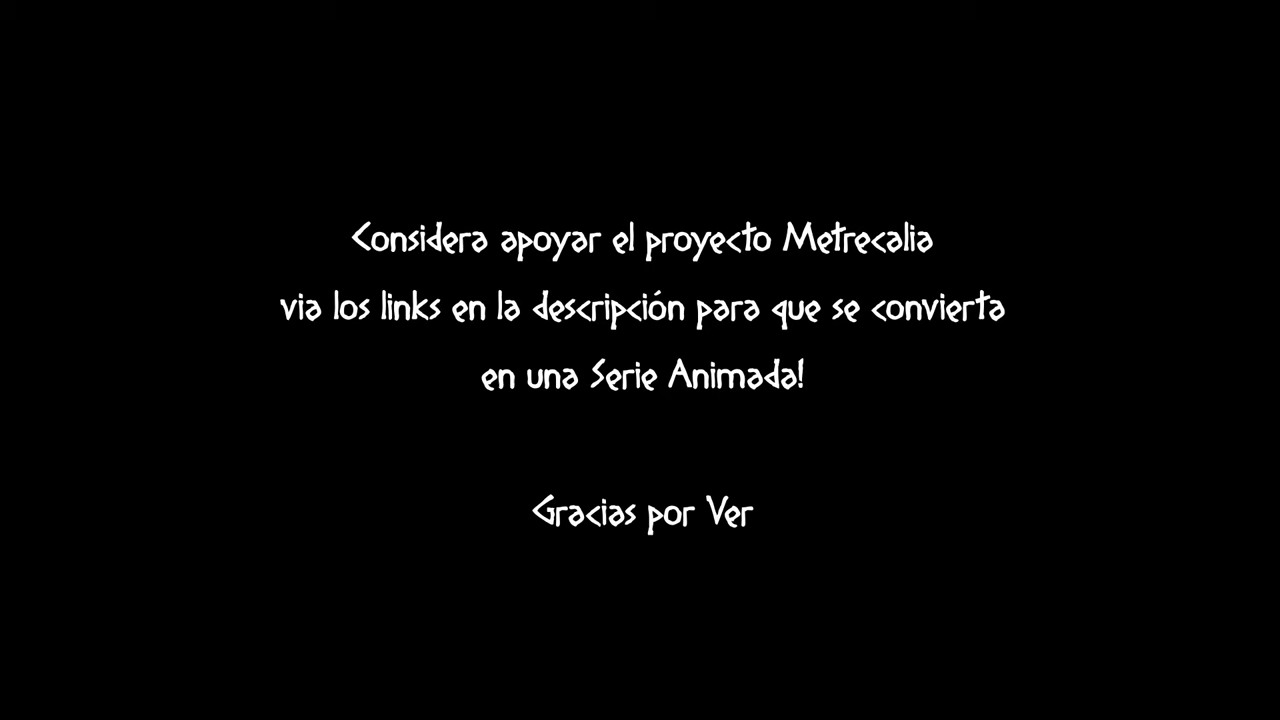 Considera apoyar el proyecto Metrecalia
via los links en la descripción para que se convierta
en una Serie Animada!
Gracias por Ver